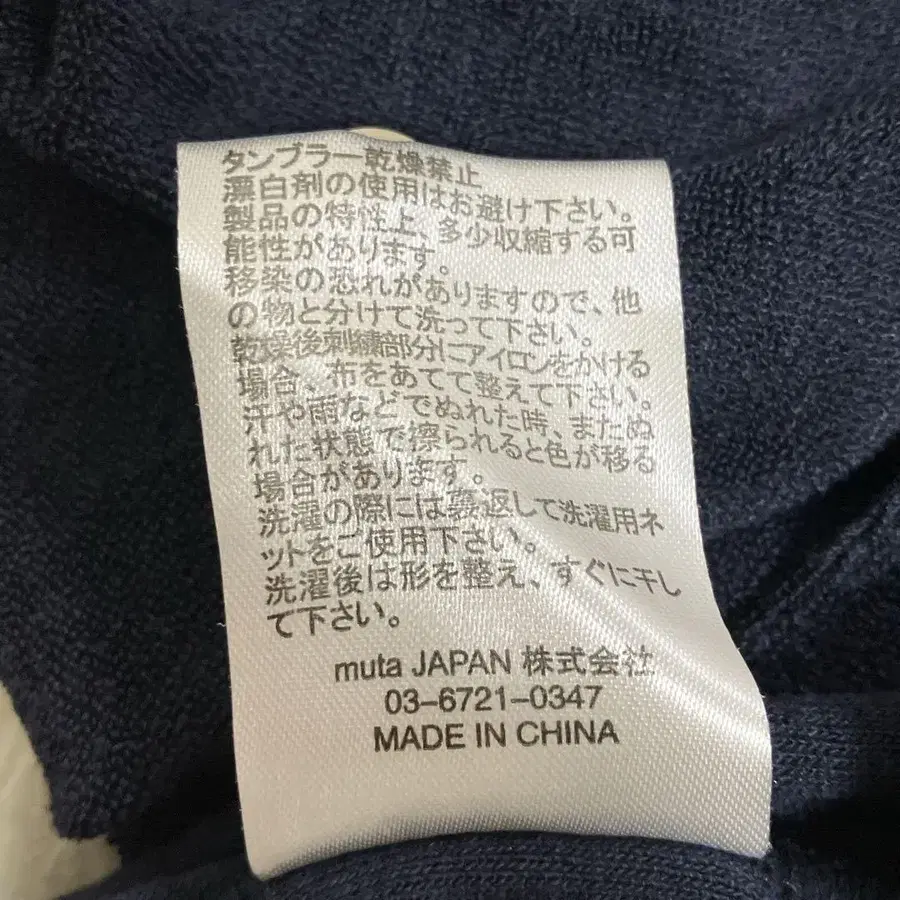 タンブラー乾燥禁止
漂白剤の使用はお避け下さい。
製品の特性上、多少収縮する可
能性があります。
移染の恐れがありますので、他
の物と分けて洗って下さい。
乾燥後刺繍部分にアイロンをかける
場合、布をあてて整えて下さい。
汗や雨などでぬれた時、またぬ
れた状態で擦られると色が移る
場合があります。
洗濯の際には裏返して洗濯用ネ
ットをご使用下さい。
洗濯後は形を整え、すぐに干し
て下さい。
muta JAPAN 株式会社
03-6721-0347
MADE IN CHINA